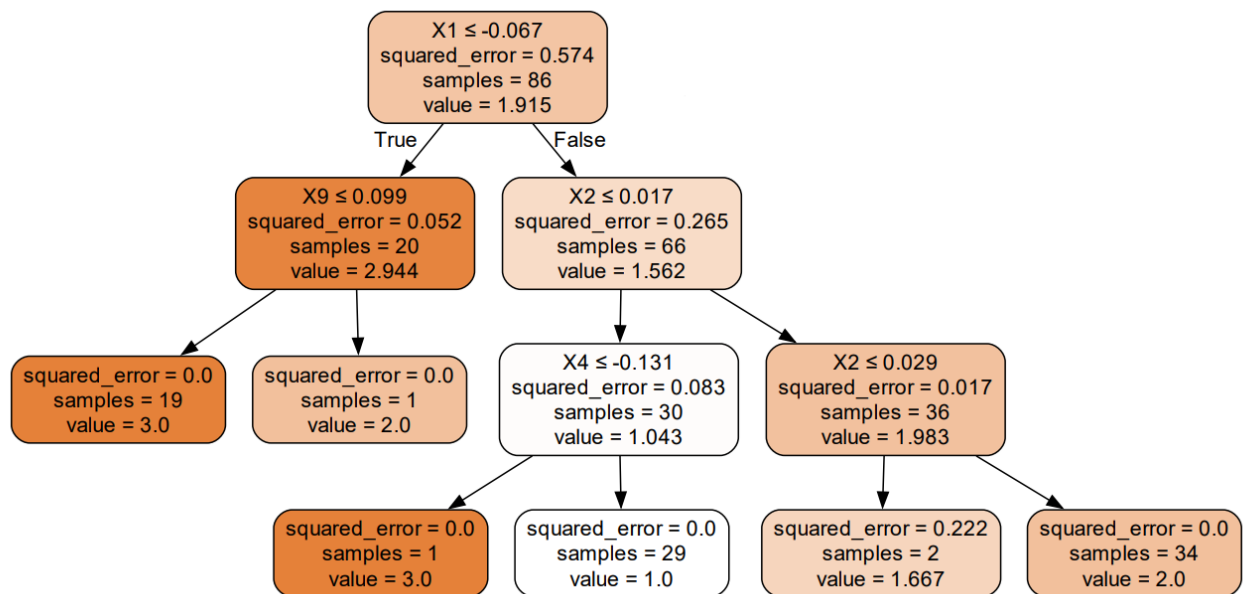 X1 ≤ -0.067
squared_error = 0.574
samples = 86
value = 1.915
True
False
X9 ≤ 0.099
squared_error = 0.052
samples = 20
value = 2.944
X2 ≤ 0.017
squared_error = 0.265
samples = 66
value = 1.562
squared_error = 0.0
samples = 19
value = 3.0
squared_error = 0.0
samples = 1
value = 2.0
X4 ≤ -0.131
squared_error = 0.083
samples = 30
value = 1.043
X2 ≤ 0.029
squared_error = 0.017
samples = 36
value = 1.983
squared_error = 0.0
samples = 1
value = 3.0
squared_error = 0.0
samples = 29
value = 1.0
squared_error = 0.222
samples = 2
value = 1.667
squared_error = 0.0
samples = 34
value = 2.0